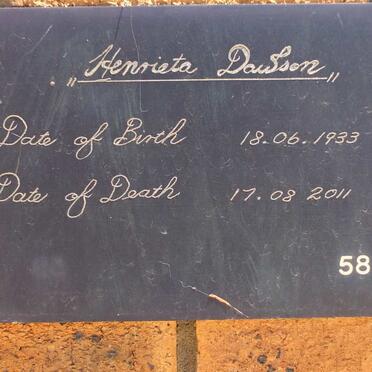 „Henrieta Dawson„
Date of Birth 18.06.1933
Date of Death 17.08 2011
58